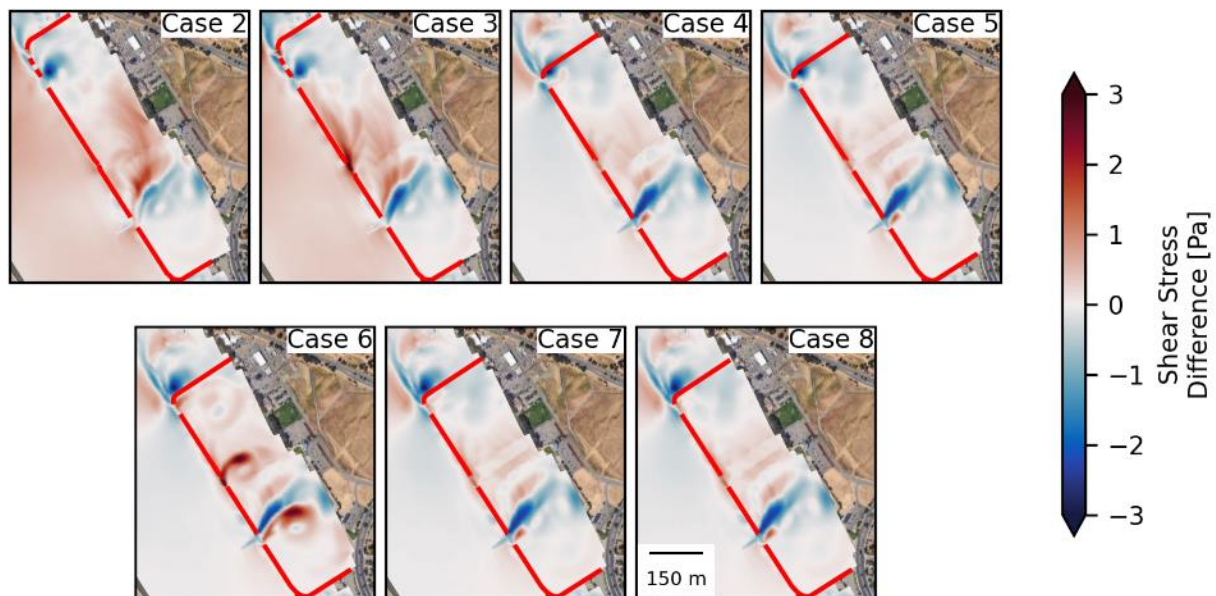 Case 2
Case 3
Case 4
Case 5
Case 6
Case 7
Case 8
150 m
3
2
1
0
−1
−2
−3
Shear Stress
Difference [Pa]